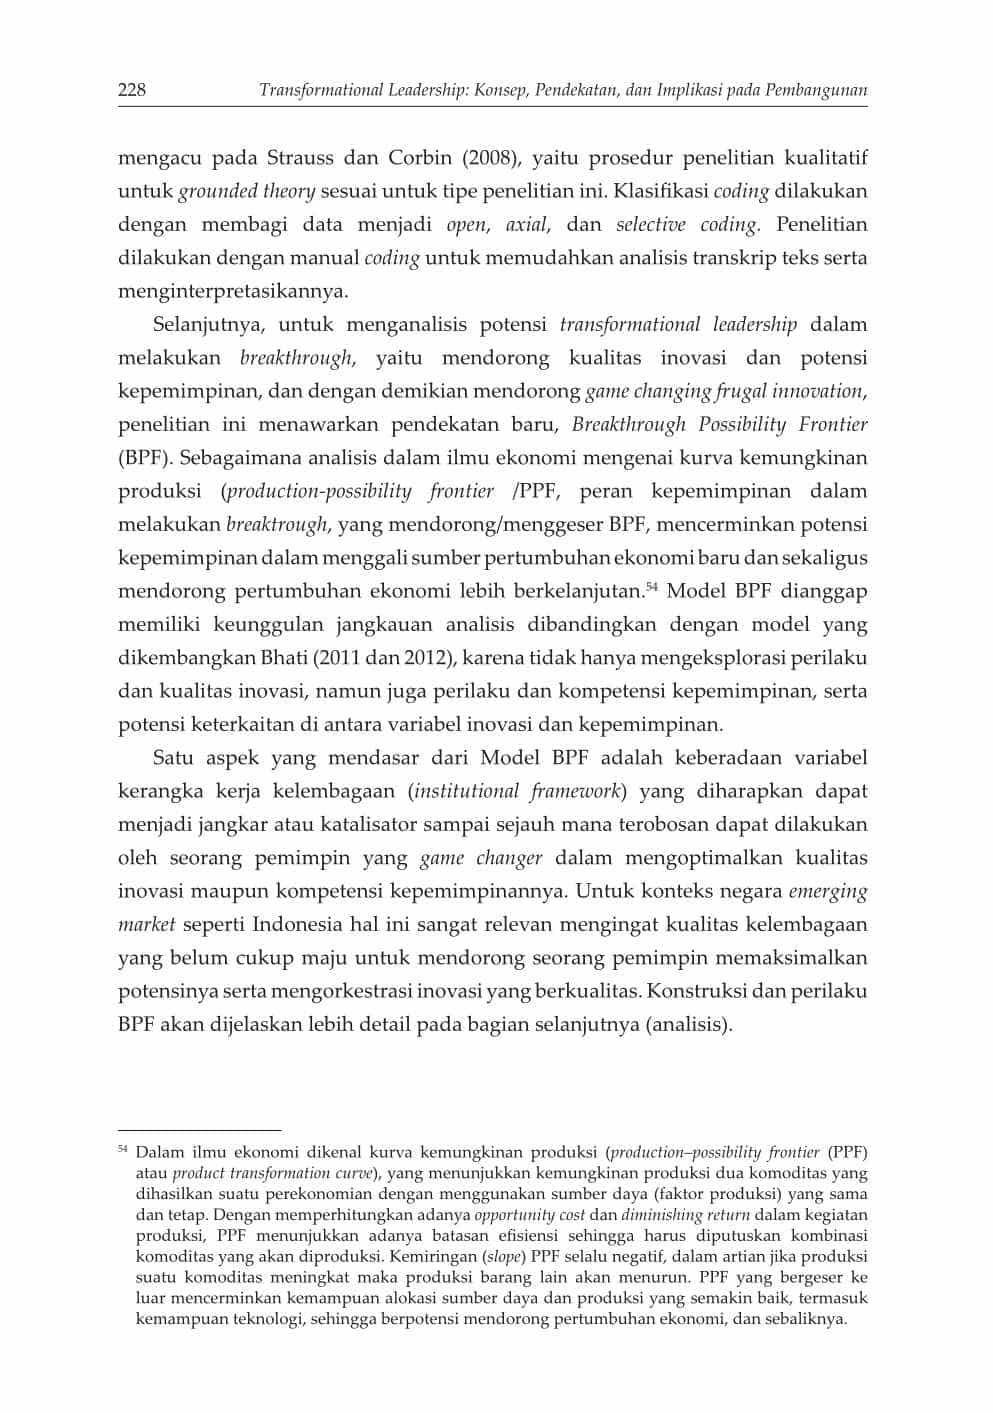 228 Transformational Leadership: Konsep, Pendekatan, dan Implikasi pada Pembangunan
mengacu pada Strauss dan Corbin (2008), yaitu prosedur penelitian kualitatif
untuk grounded theory sesuai untuk tipe penelitian ini. Klasifikasi coding dilakukan
dengan membagi data menjadi open, axial, dan selective coding. Penelitian
dilakukan dengan manual coding untuk memudahkan analisis transkrip teks serta
menginterpretasikannya.
Selanjutnya, untuk menganalisis potensi transformational leadership dalam
melakukan breakthrough, yaitu mendorong kualitas inovasi dan potensi
kepemimpinan, dan dengan demikian mendorong game changing frugal innovation,
penelitian ini menawarkan pendekatan baru, Breakthrough Possibility Frontier
(BPF). Sebagaimana analisis dalam ilmu ekonomi mengenai kurva kemungkinan
produksi (production-possibility frontier /PPF, peran kepemimpinan dalam
melakukan breaktrough, yang mendorong/menggeser BPF, mencerminkan potensi
kepemimpinan dalam menggali sumber pertumbuhan ekonomi baru dan sekaligus
mendorong pertumbuhan ekonomi lebih berkelanjutan.54 Model BPF dianggap
memiliki keunggulan jangkauan analisis dibandingkan dengan model yang
dikembangkan Bhati (2011 dan 2012), karena tidak hanya mengeksplorasi perilaku
dan kualitas inovasi, namun juga perilaku dan kompetensi kepemimpinan, serta
potensi keterkaitan di antara variabel inovasi dan kepemimpinan.
Satu aspek yang mendasar dari Model BPF adalah keberadaan variabel
kerangka kerja kelembagaan (institutional framework) yang diharapkan dapat
menjadi jangkar atau katalisator sampai sejauh mana terobosan dapat dilakukan
oleh seorang pemimpin yang game changer dalam mengoptimalkan kualitas
inovasi maupun kompetensi kepemimpinannya. Untuk konteks negara emerging
market seperti Indonesia hal ini sangat relevan mengingat kualitas kelembagaan
yang belum cukup maju untuk mendorong seorang pemimpin memaksimalkan
potensinya serta mengorkestrasi inovasi yang berkualitas. Konstruksi dan perilaku
BPF akan dijelaskan lebih detail pada bagian selanjutnya (analisis).
54 Dalam ilmu ekonomi dikenal kurva kemungkinan produksi (production–possibility frontier (PPF)
atau product transformation curve), yang menunjukkan kemungkinan produksi dua komoditas yang
dihasilkan suatu perekonomian dengan menggunakan sumber daya (faktor produksi) yang sama
dan tetap. Dengan memperhitungkan adanya opportunity cost dan diminishing return dalam kegiatan
produksi, PPF menunjukkan adanya batasan efisiensi sehingga harus diputuskan kombinasi
komoditas yang akan diproduksi. Kemiringan (slope) PPF selalu negatif, dalam artian jika produksi
suatu komoditas meningkat maka produksi barang lain akan menurun. PPF yang bergeser ke
luar mencerminkan kemampuan alokasi sumber daya dan produksi yang semakin baik, termasuk
kemampuan teknologi, sehingga berpotensi mendorong pertumbuhan ekonomi, dan sebaliknya.